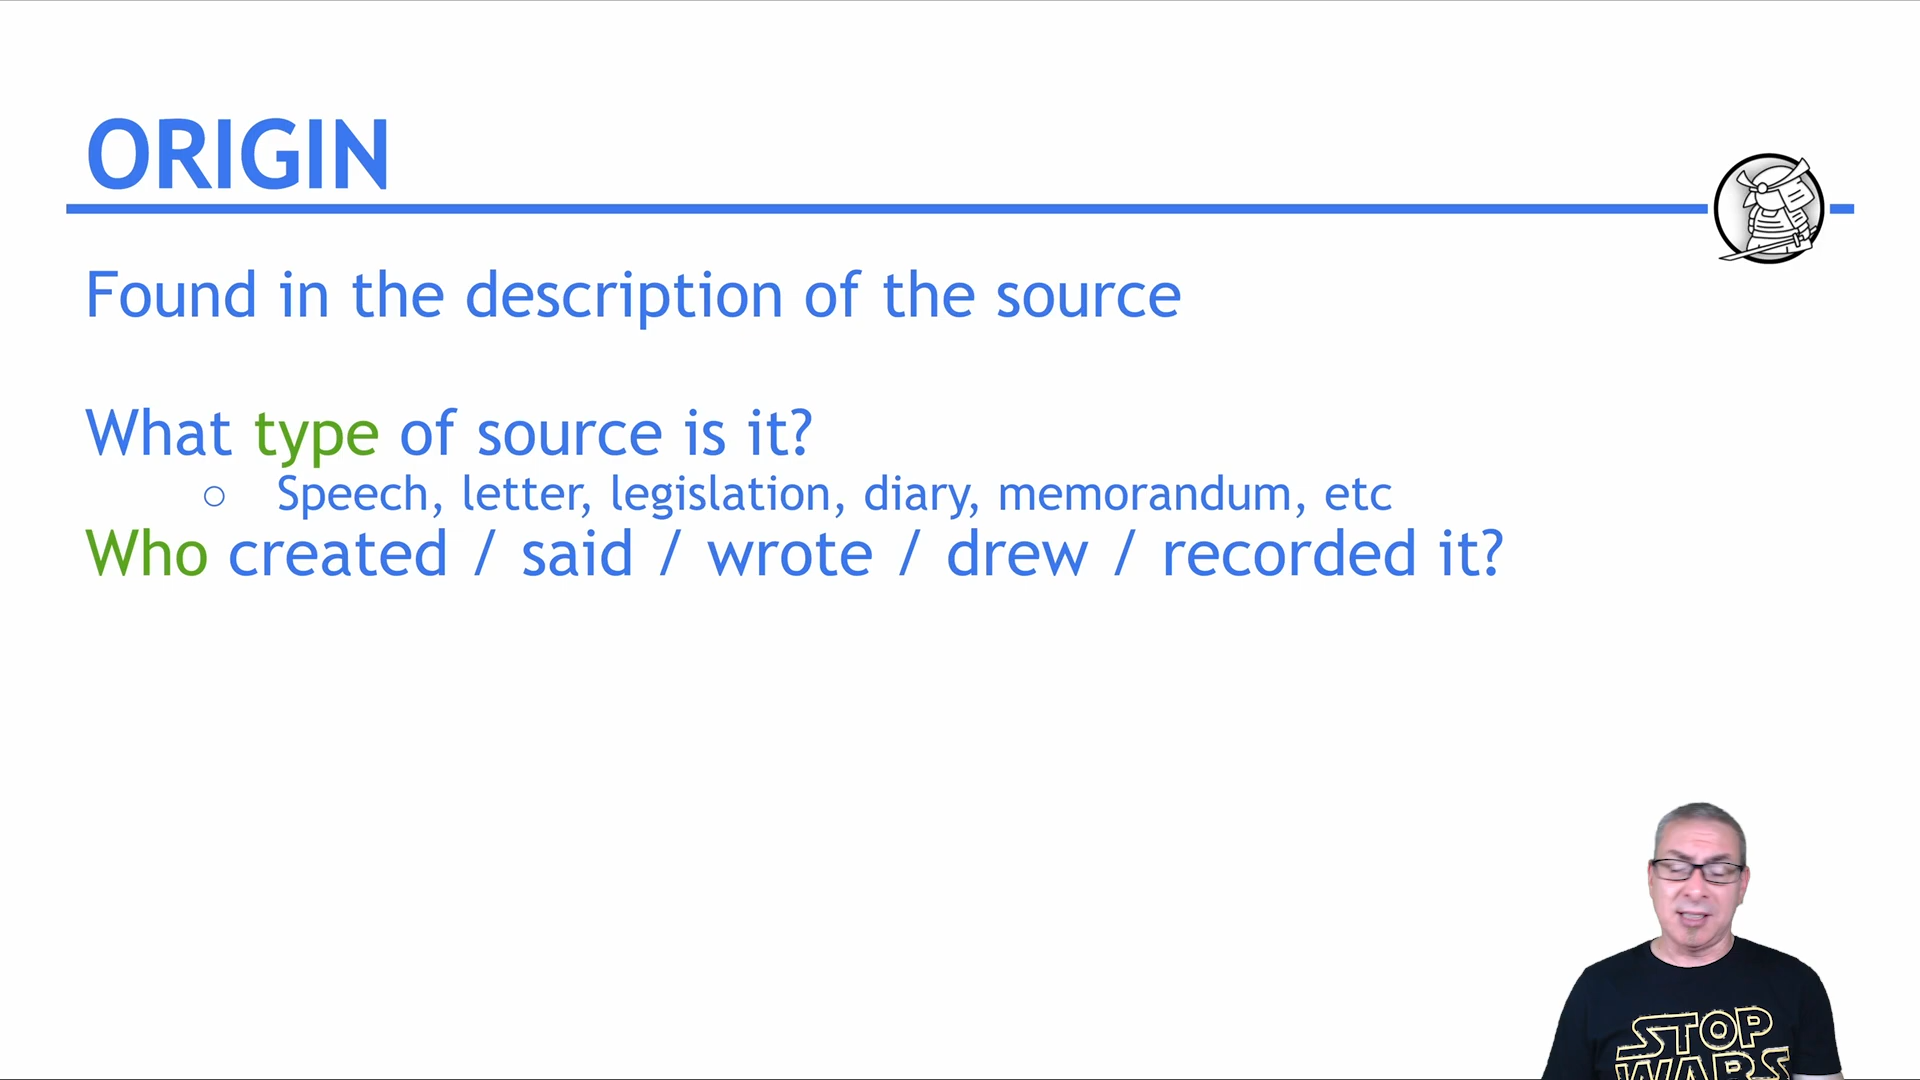 ORIGIN
Found in the description of the source
What type of source is it?
○ Speech, letter, legislation, diary, memorandum, etc
Who created / said / wrote / drew / recorded it?
STOP
WARS